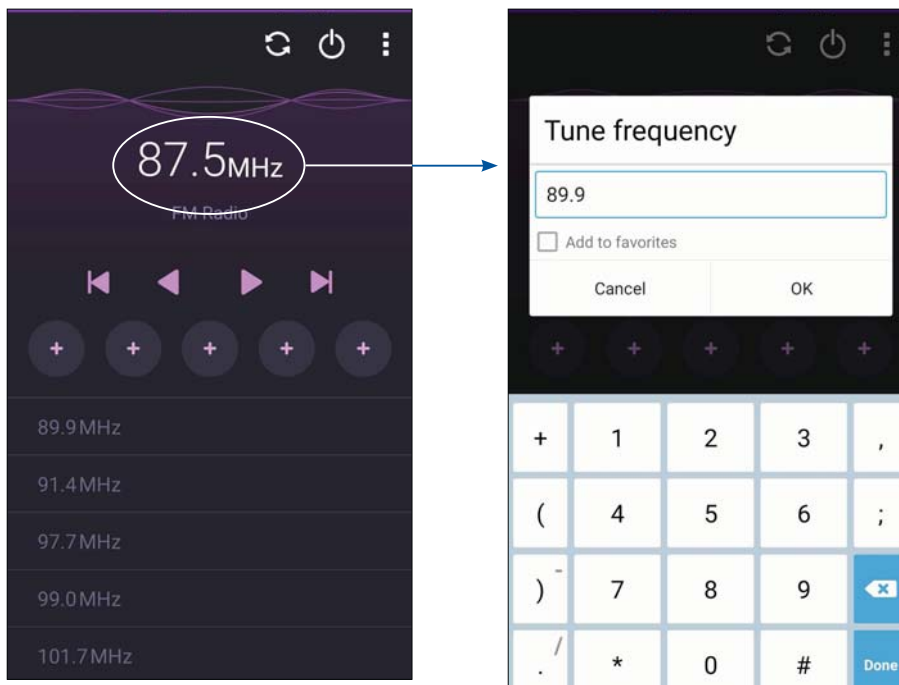 87.5MHz
FM Radio
+ + + + +
89.9MHz
91.4MHz
97.7MHz
99.0MHz
101.7MHz
Tune frequency
89.9
Add to favorites
Cancel OK
+ + + + +
+ 1 2 3 ,
( 4 5 6 ;
) - 7 8 9
. / * 0 # Done